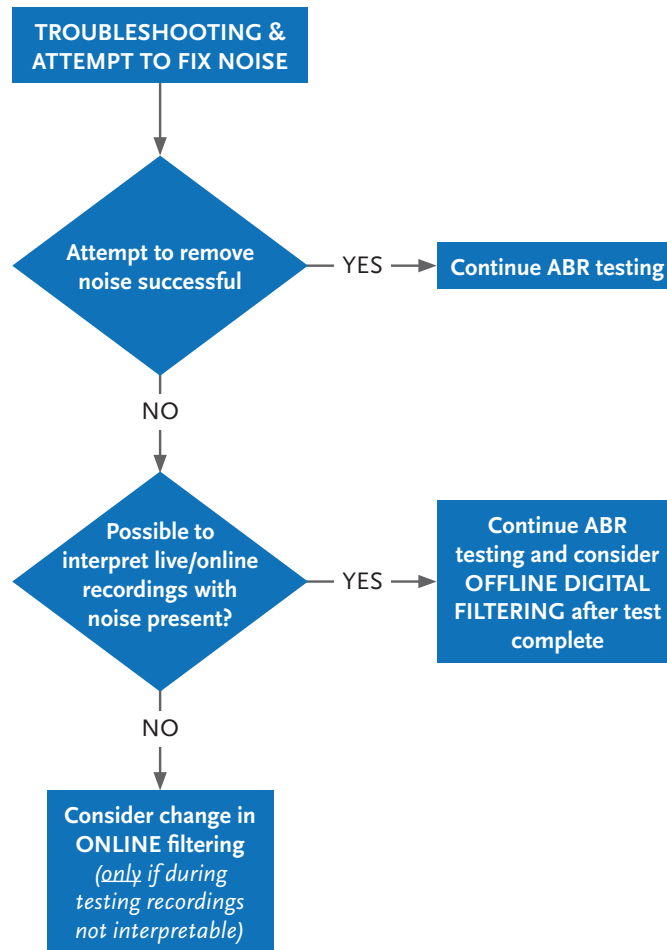 TROUBLESHOOTING &
ATTEMPT TO FIX NOISE
Attempt to remove
noise successful
YES
Continue ABR testing
NO
Possible to
interpret live/online
recordings with
noise present?
YES
Continue ABR
testing and consider
OFFLINE DIGITAL
FILTERING after test
complete
NO
Consider change in
ONLINE filtering
(only if during
testing recordings
not interpretable)